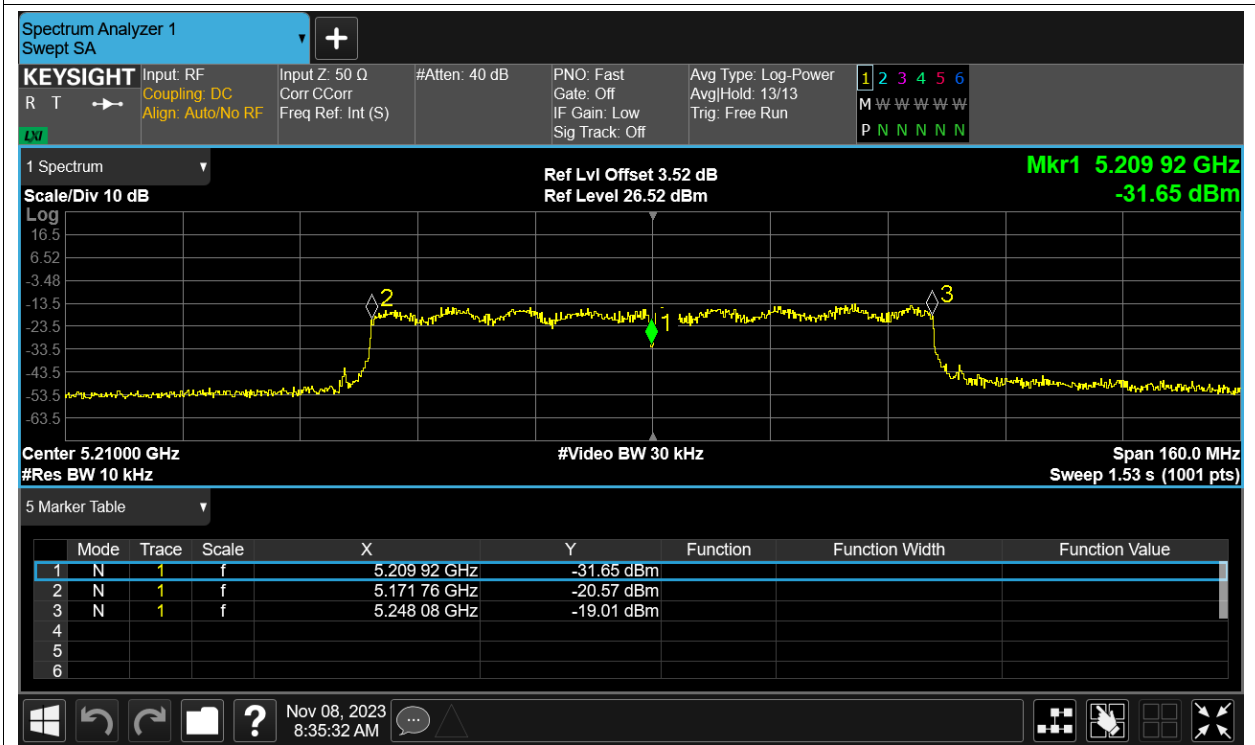 Spectrum Analyzer 1
Swept SA
+
KEYSIGHT Input: RF Input Z: 50 Ω #Atten: 40 dB PNO: Fast Avg Type: Log-Power 1 2 3 4 5 6
R T Coupling: DC Corr CCorr Gate: Off Avg|Hold: 13/13 M W W W W W
Align: Auto/No RF Freq Ref: Int (S) IF Gain: Low Trig: Free Run
LXI Sig Track: Off P N N N N N
1 Spectrum Ref Lvl Offset 3.52 dB Mkr1 5.209 92 GHz
Scale/Div 10 dB Ref Level 26.52 dBm -31.65 dBm
Log
16.5
6.52
-3.48
-13.5 2 3
-23.5 1
-33.5
-43.5
-53.5
-63.5
Center 5.21000 GHz #Video BW 30 kHz Span 160.0 MHz
#Res BW 10 kHz Sweep 1.53 s (1001 pts)
5 Marker Table
Mode Trace Scale X Y Function Function Width Function Value
1 N 1 f 5.209 92 GHz -31.65 dBm
2 N 1 f 5.171 76 GHz -20.57 dBm
3 N 1 f 5.248 08 GHz -19.01 dBm
4
5
6
? Nov 08, 2023
8:35:32 AM